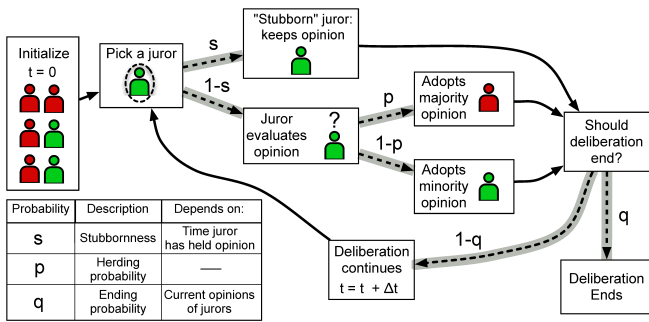 Initialize
t = 0
Pick a juror
s
1-s
"Stubborn" juror:
keeps opinion
Juror
evaluates
opinion
?
p
1-p
Adopts
majority
opinion
Adopts
minority
opinion
Should
deliberation
end?
q
1-q
Deliberation
continues
t = t + Δt
Deliberation
Ends
Probability Description Depends on:
s Stubbornness Time juror
has held opinion
p Herding
probability —
q Ending
probability Current opinions
of jurors